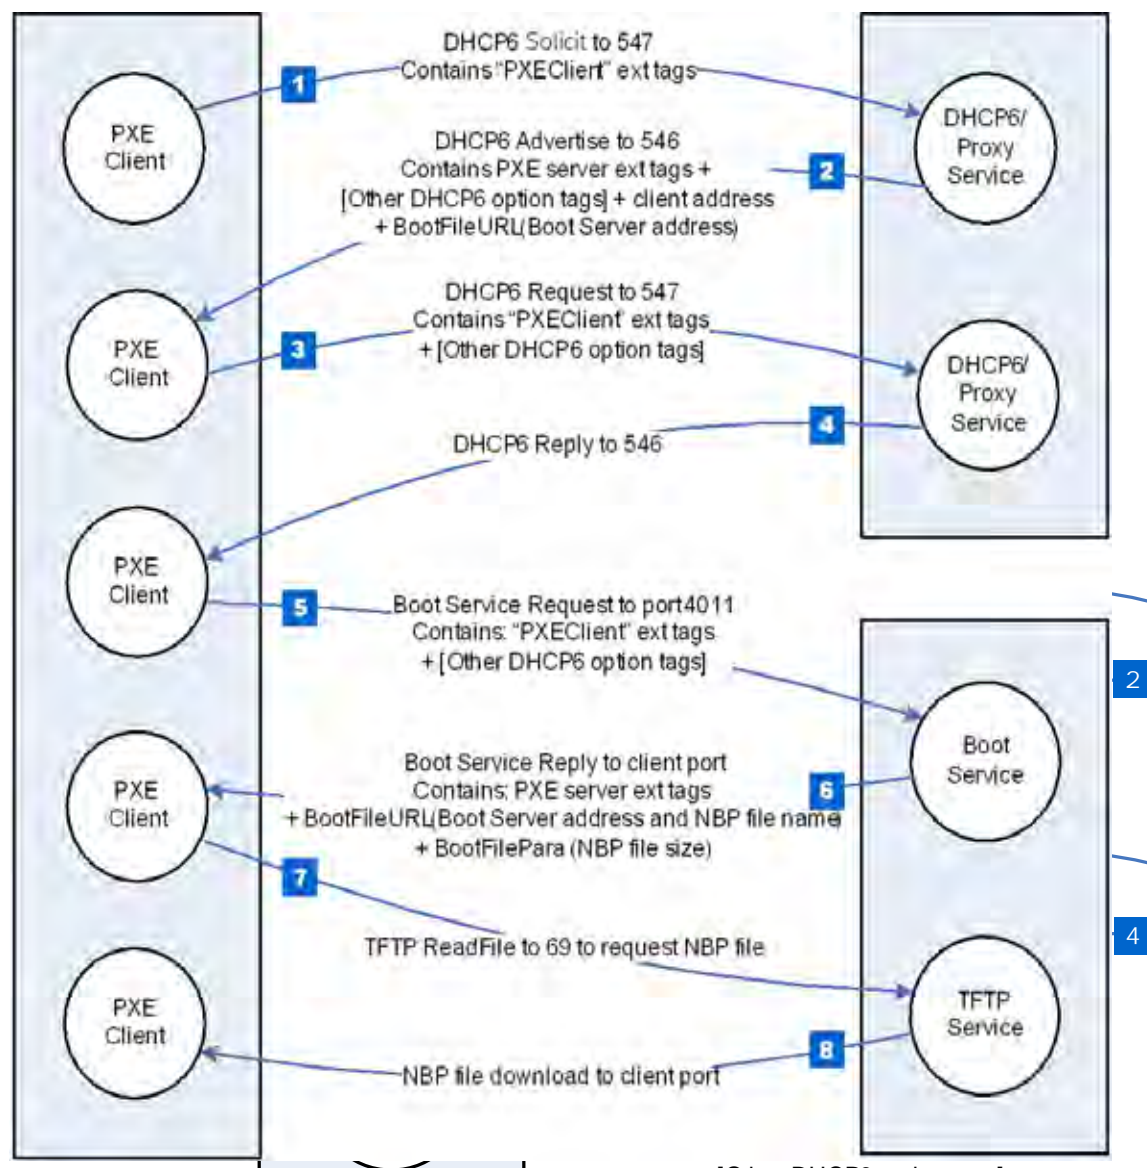 DHCP6 Solicit to 547
Contains "PXEClient" ext tags
1
PXE
Client
DHCP6/
Proxy
Service
DHCP6 Advertise to 546
Contains PXE server ext tags +
[Other DHCP6 option tags] + client address
+ BootFileURL(Boot Server address)
2
DHCP6 Request to 547
Contains "PXEClient' ext tags
+ [Other DHCP6 option tags]
3
PXE
Client
DHCP6/
Proxy
Service
4
DHCP6 Reply to 546
PXE
Client
5
Boot Service Request to port4011
Contains: "PXEClient" ext tags
+ [Other DHCP6 option tags]
2
Boot
Service
Boot Service Reply to client port
Contains: PXE server ext tags
+ BootFileURL(Boot Server address and NBP file name)
+ BootFilePara (NBP file size)
6
PXE
Client
7
TFTP ReadFile to 69 to request NBP file
4
TFTP
Service
PXE
Client
8
NBP file download to client port